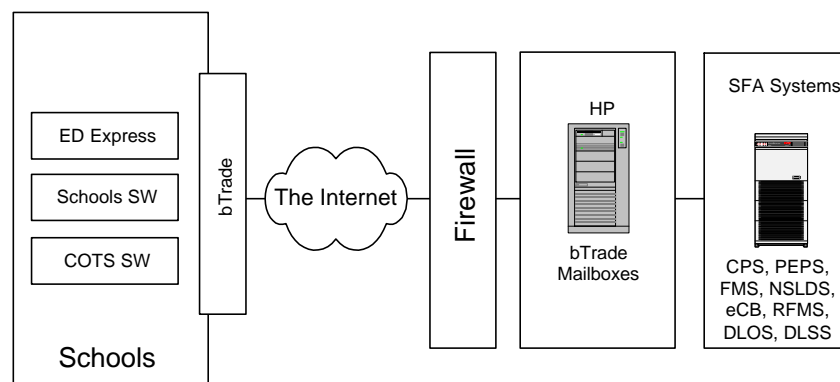 ED Express
Schools SW
COTS SW
Schools
bTrade
The Internet
Firewall
HP
bTrade
Mailboxes
SFA Systems
CPS, PEPS,
FMS, NSLDS,
eCB, RFMS,
DLOS, DLSS